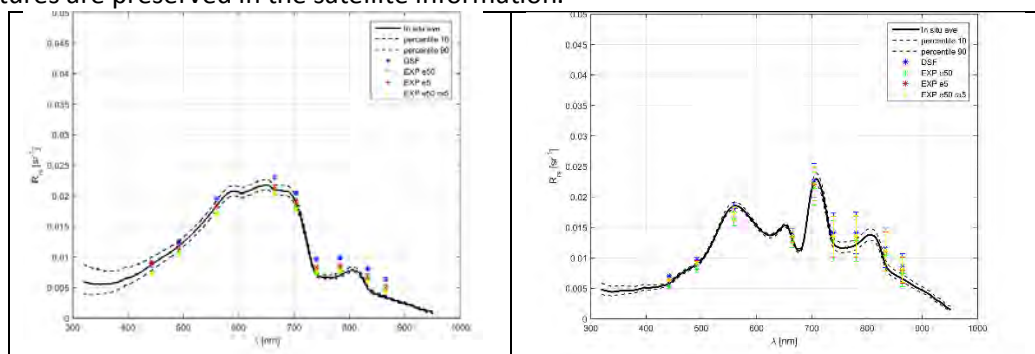 tures are preserved in the satellite information.
0.05
0.045
0.04
0.035
0.03
0.025
0.02
0.015
0.01
0.005
0
R_rs [sr^-1]
300 400 500 600 700 800 900 1000
λ [nm]
In situ ave
percentile 10
percentile 90
DSF
EXP e50
EXP e5
EXP e50 m5
0.05
0.045
0.04
0.035
0.03
0.025
0.02
0.015
0.01
0.005
0
R_rs [sr^-1]
300 400 500 600 700 800 900 1000
λ [nm]
In situ ave
percentile 10
percentile 90
DSF
EXP e50
EXP e5
EXP e50 m5